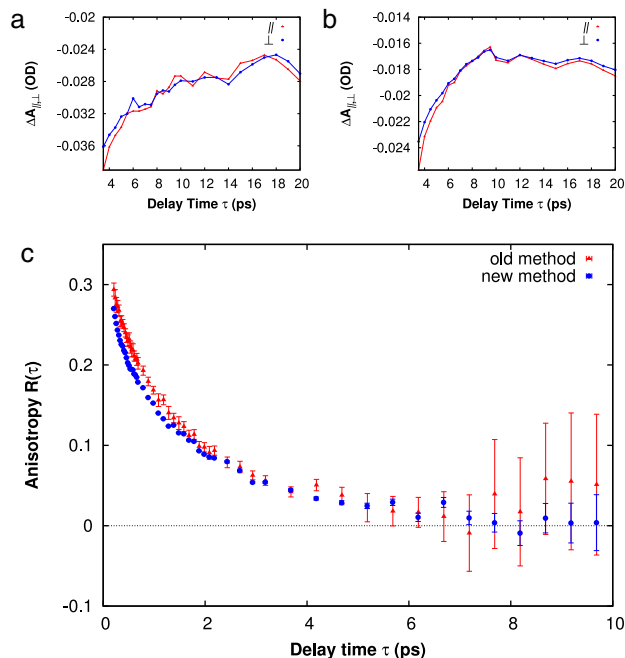 a
b
-0.02
-0.024
-0.028
-0.032
-0.036
ΔA//,⊥ (OD)
//
⊥
4 6 8 10 12 14 16 18 20
Delay Time τ (ps)
-0.014
-0.016
-0.018
-0.02
-0.022
-0.024
ΔA//,⊥ (OD)
//
⊥
4 6 8 10 12 14 16 18 20
Delay Time τ (ps)
c
old method
new method
0.3
0.2
0.1
0
-0.1
Anisotropy R(τ)
0 2 4 6 8 10
Delay time τ (ps)